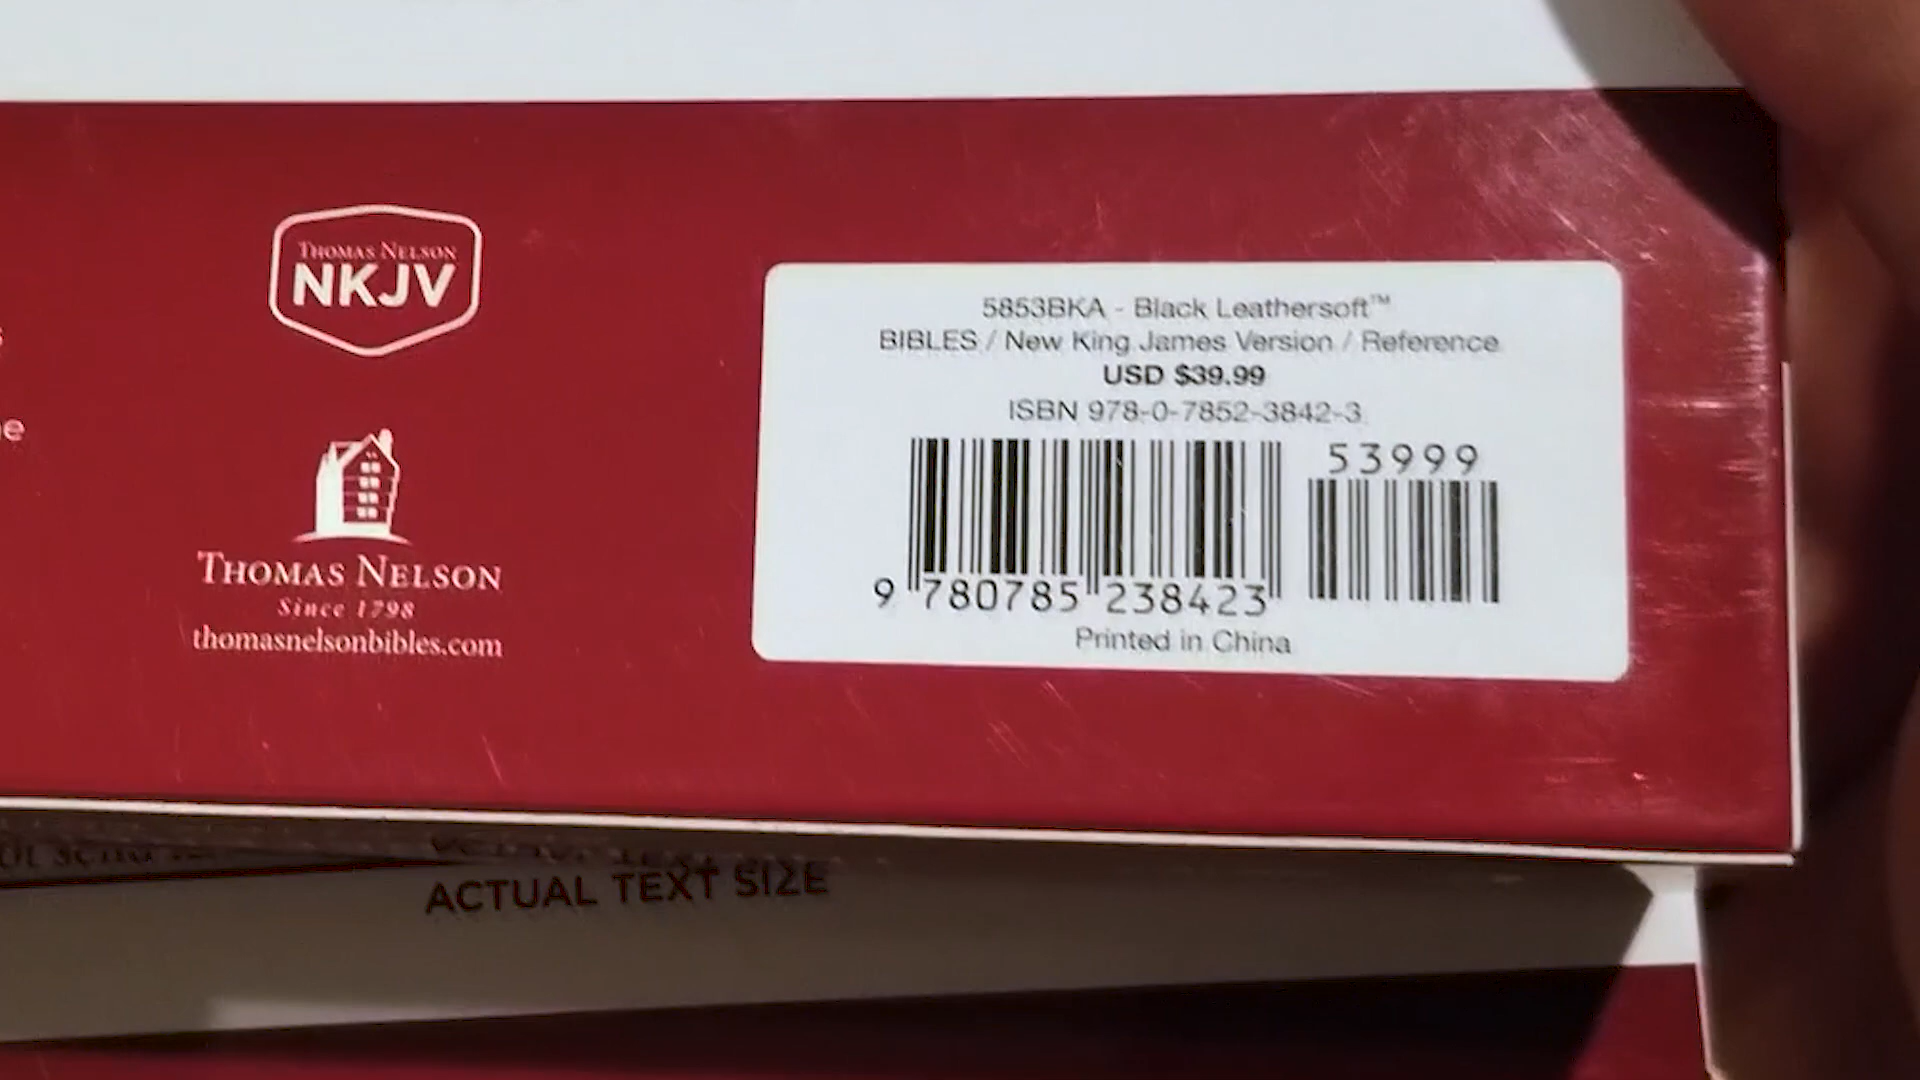 THOMAS NELSON
NKJV
THOMAS NELSON
Since 1798
thomasnelsonbibles.com
5853BKA - Black Leathersoft™
BIBLES / New King James Version / Reference
USD $39.99
ISBN 978-0-7852-3842-3
53999
9 780785 238423
Printed in China
ACTUAL TEXT SIZE